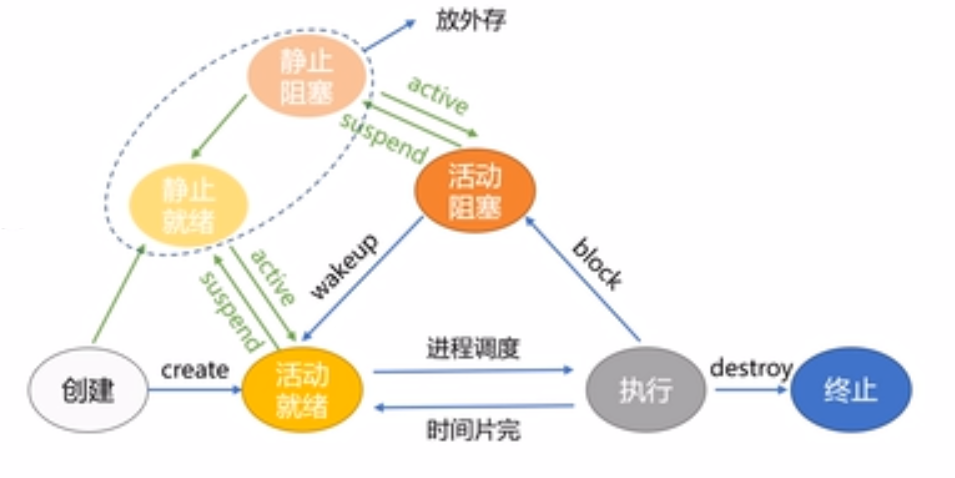 放外存
静止
阻塞
active
suspend
活动
阻塞
静止
就绪
active
suspend
wakeup
block
创建
create
活动
就绪
进程调度
时间片完
执行
destroy
终止